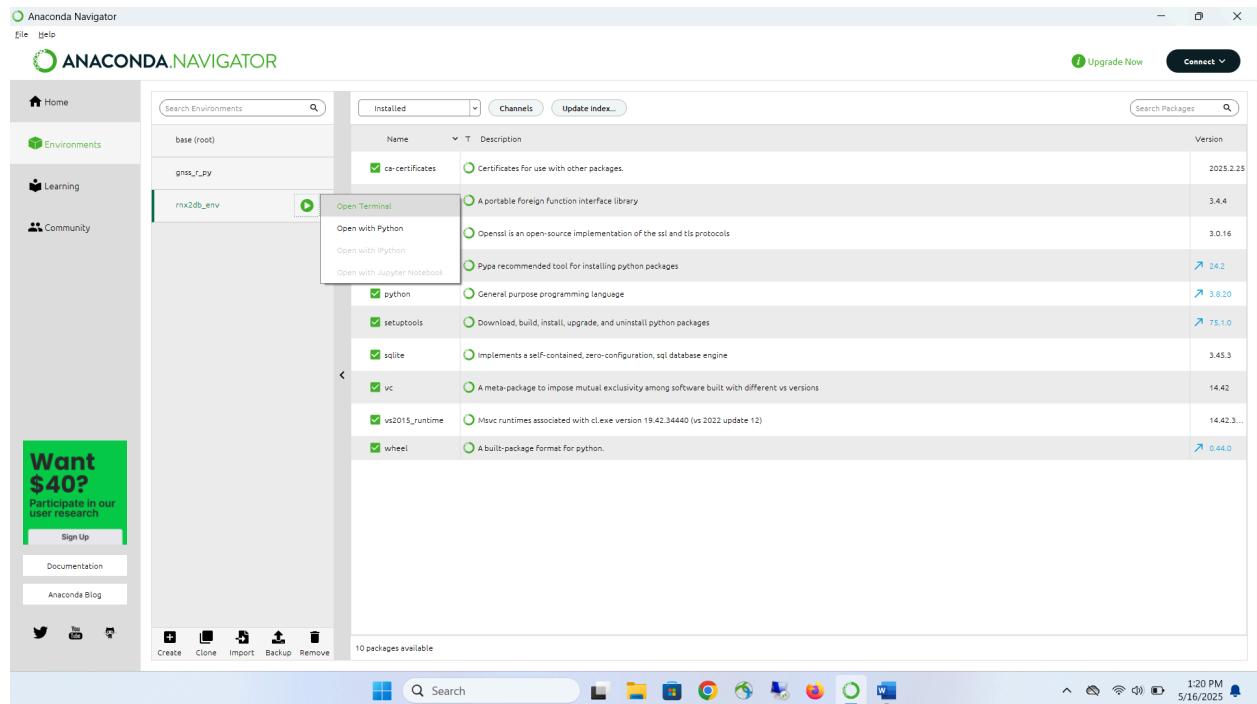 Anaconda Navigator
File Help
ANACONDA.NAVIGATOR
Upgrade Now
Connect
Home
Environments
Learning
Community
Want
$40?
Participate in our
user research
Sign Up
Documentation
Anaconda Blog
You
Tube
Search Environments
base (root)
gnss_r_py
rnx2db_env
Open Terminal
Open with Python
Open with IPython
Open with Jupyter Notebook
Create Clone Import Backup Remove
Installed Channels Update index... Search Packages
Name T Description Version
ca-certificates Certificates for use with other packages. 2025.2.25
A portable foreign function interface library 3.4.4
Openssl is an open-source implementation of the ssl and tls protocols 3.0.16
Pypa recommended tool for installing python packages 24.2
python General purpose programming language 3.8.20
setuptools Download, build, install, upgrade, and uninstall python packages 75.1.0
sqlite Implements a self-contained, zero-configuration, sql database engine 3.45.3
vc A meta-package to impose mutual exclusivity among software built with different vs versions 14.42
vs2015_runtime Msvc runtimes associated with cl.exe version 19.42.34440 (vs 2022 update 12) 14.42.3...
wheel A built-package format for python. 0.44.0
10 packages available
Search
1:20 PM
5/16/2025